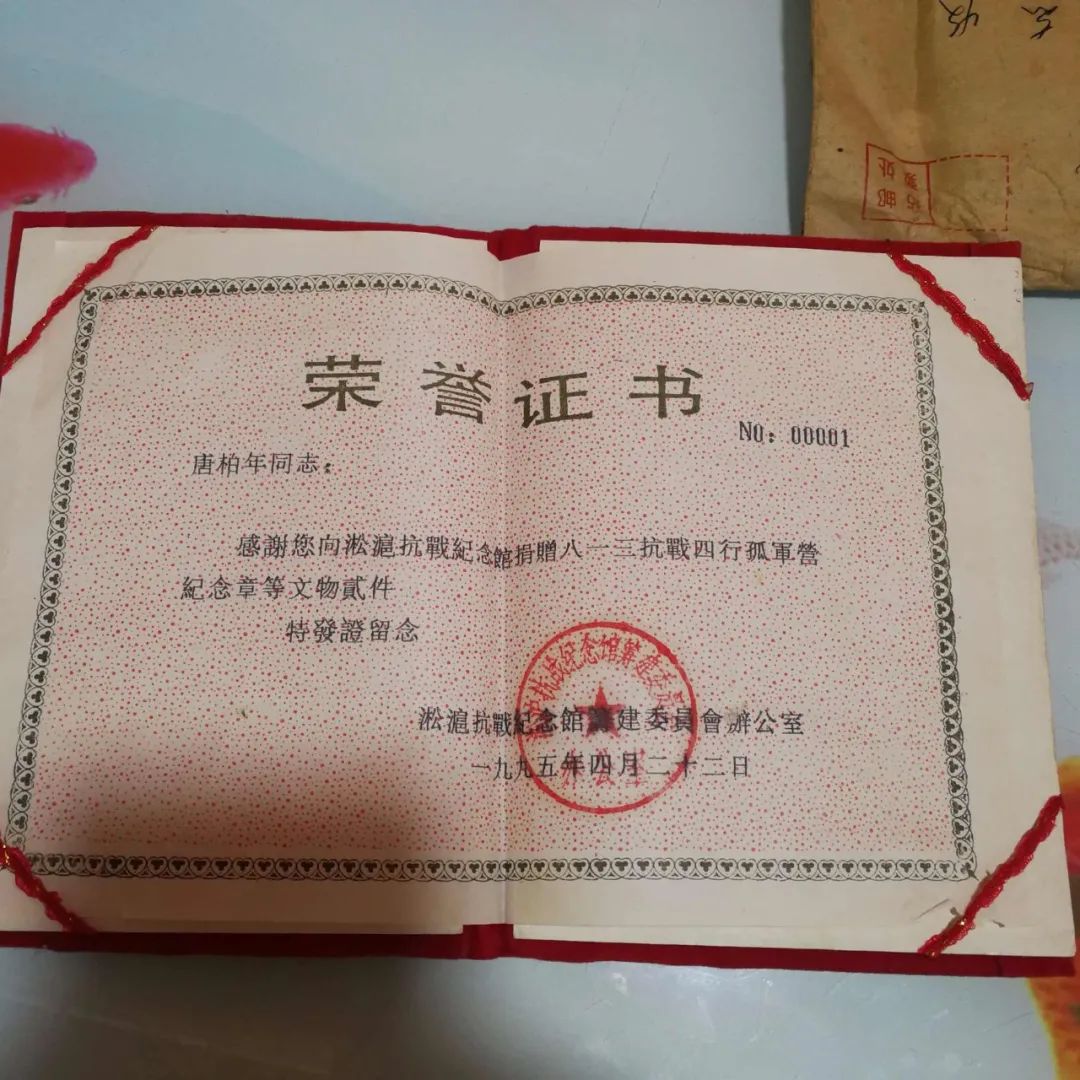 荣誉证书
NO: 00001
唐柏年同志:
感謝您向淞滬抗戰紀念館捐贈八一三抗戰四行孤軍營
紀念章等文物貳件
特發證留念
淞滬抗戰紀念館籌建委員會辦公室
一九九五年四月二十三日